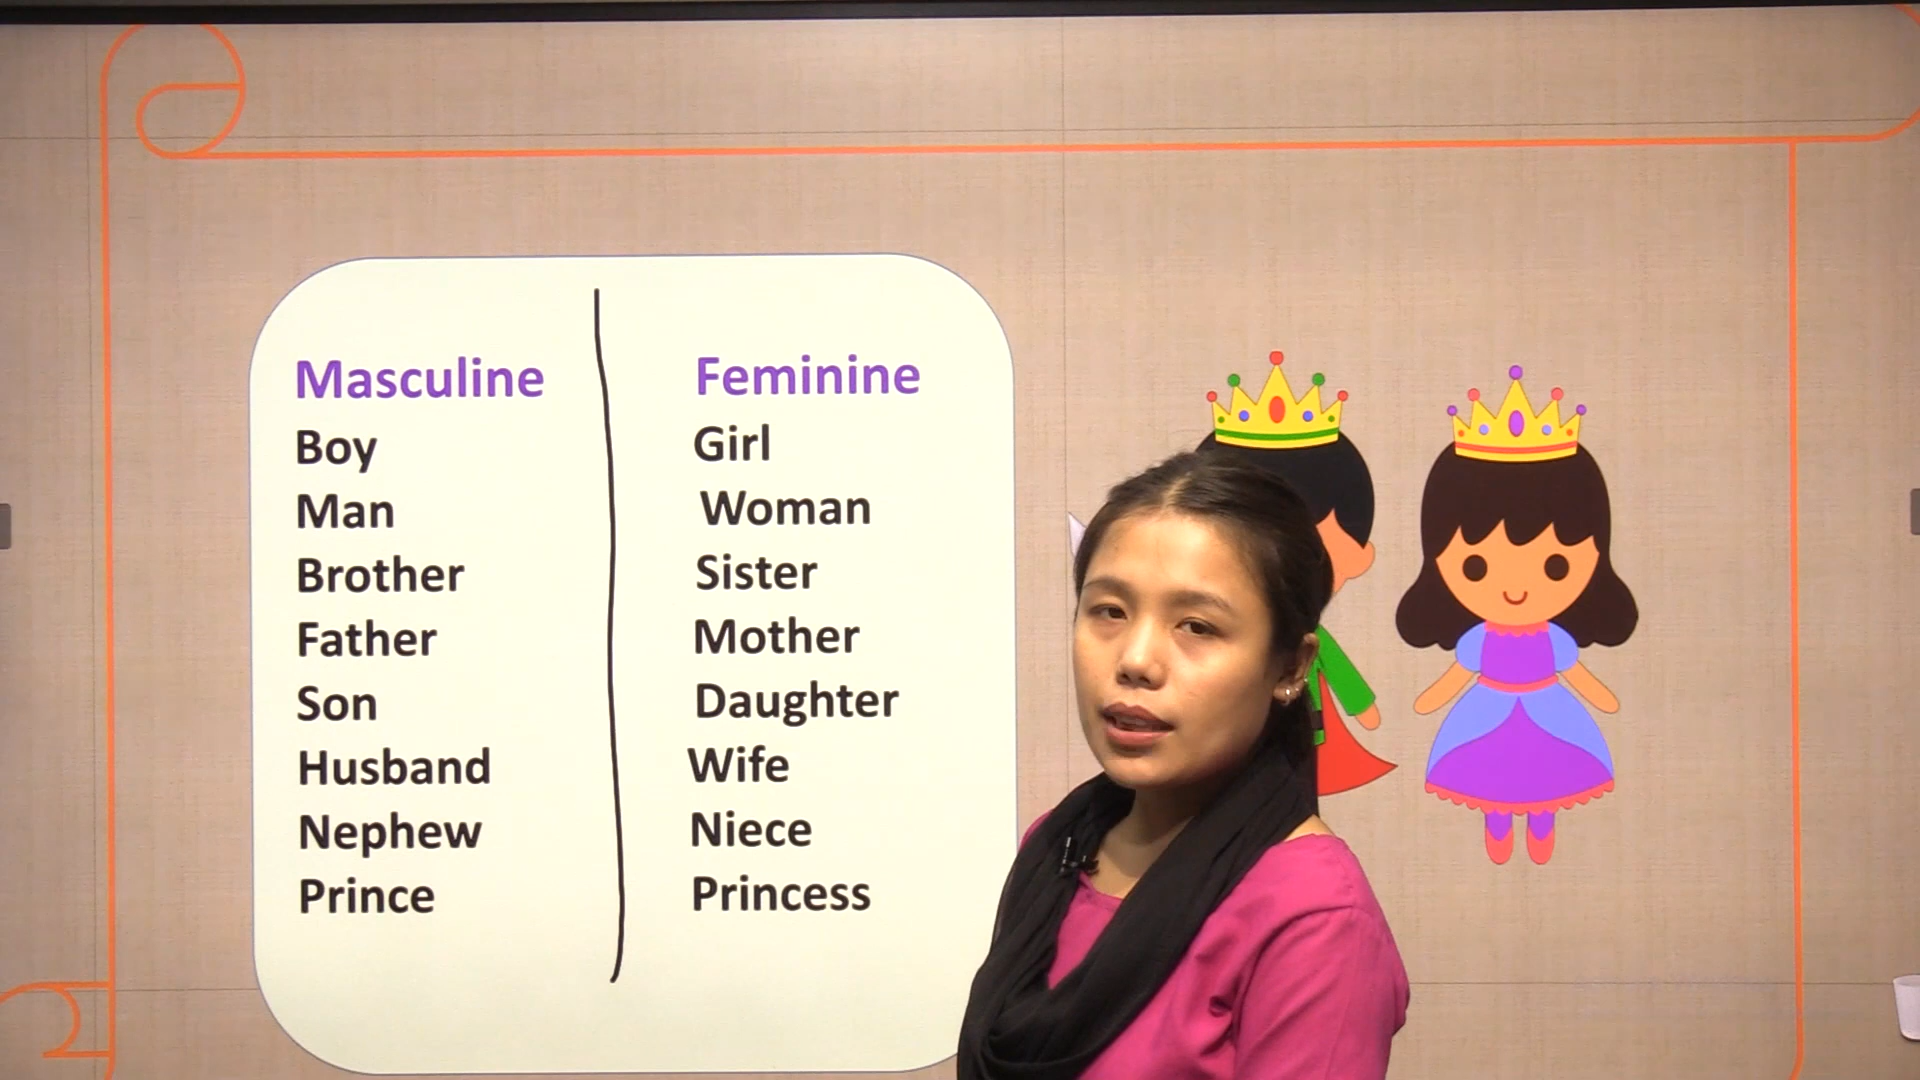 Masculine Feminine
Boy Girl
Man Woman
Brother Sister
Father Mother
Son Daughter
Husband Wife
Nephew Niece
Prince Princess